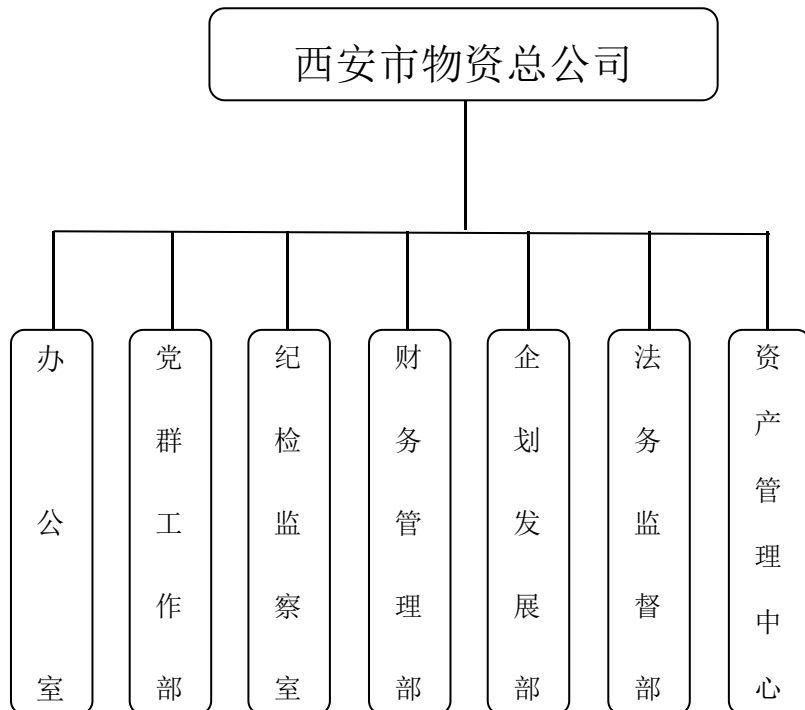 西安市物资总公司
办公室
党群工作部
纪检监察室
财务管理部
企划发展部
法务监督部
资产管理中心